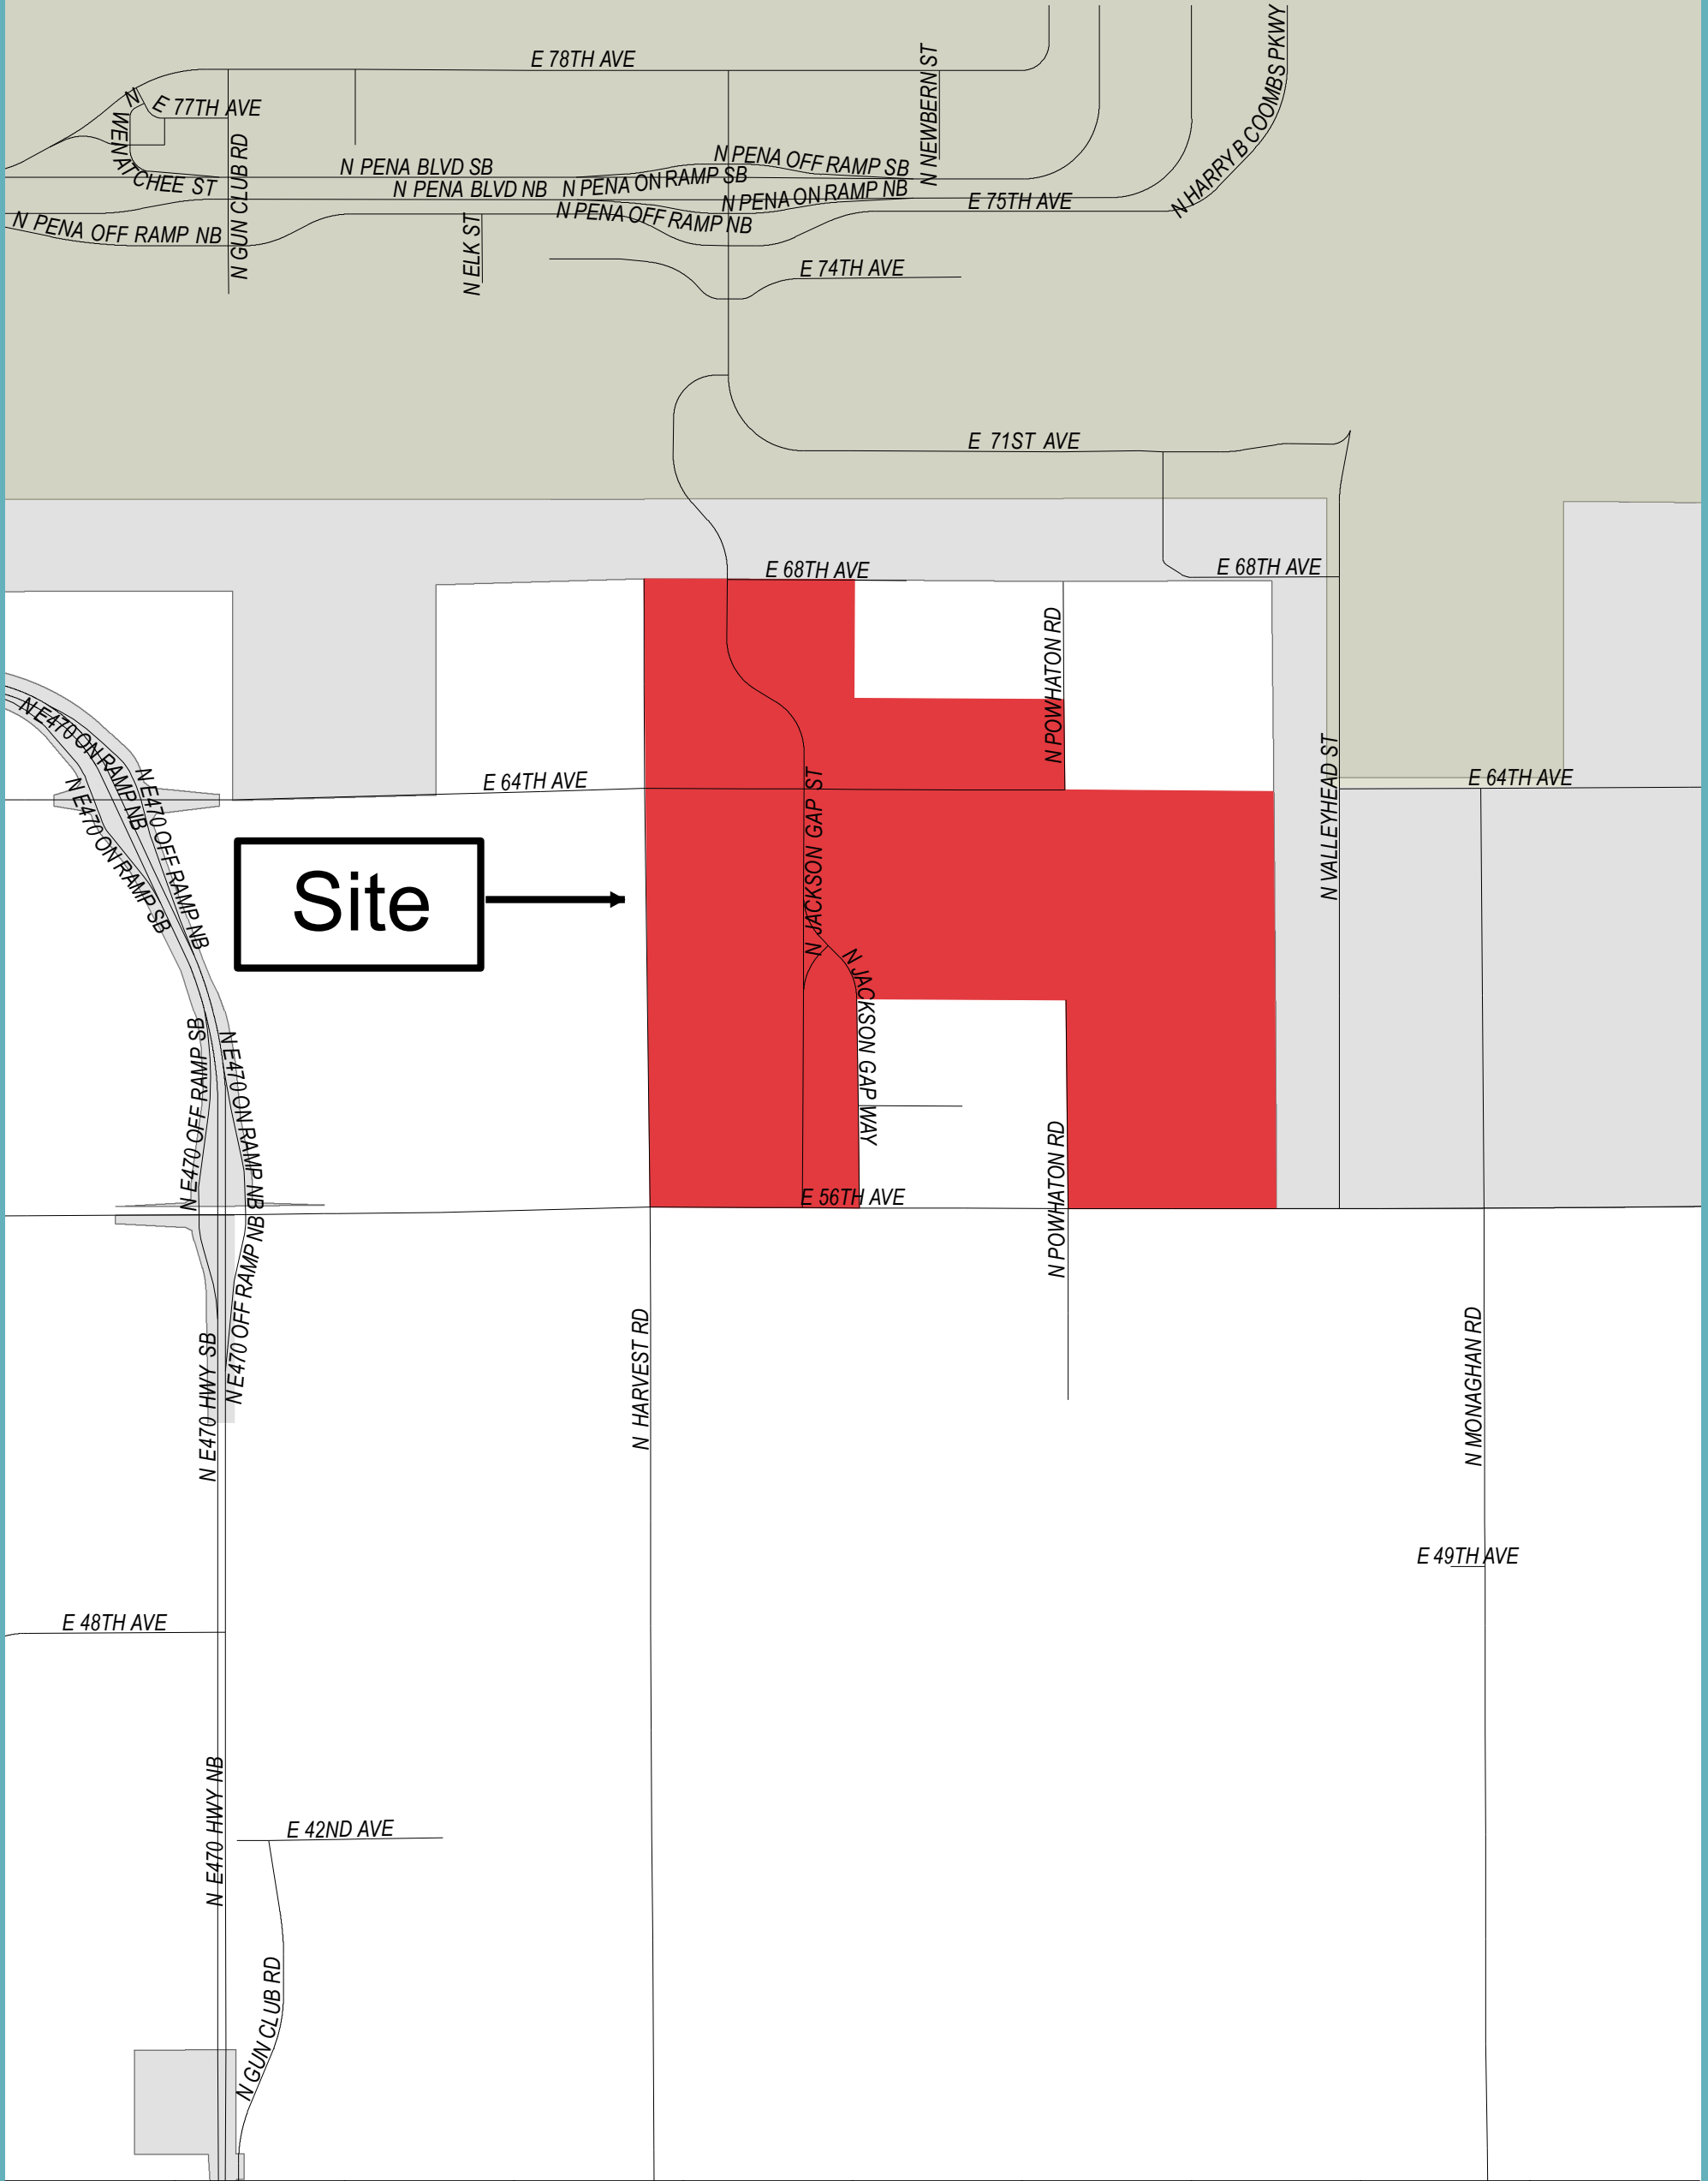 E 78TH AVE
N NEWBERN ST
N HARRY B COOMBS PKWY
E 77TH AVE
N WENATCHEE ST
N GUN CLUB RD
N PENA BLVD SB
N PENA OFF RAMP SB
N PENA BLVD NB
N PENA ON RAMP SB
N PENA ON RAMP NB
E 75TH AVE
N PENA OFF RAMP NB
N PENA OFF RAMP NB
N ELK ST
E 74TH AVE
E 71ST AVE
E 68TH AVE
E 68TH AVE
N POWHATON RD
N E470 ON RAMP NB
N E470 OFF RAMP NB
N E470 ON RAMP SB
E 64TH AVE
N JACKSON GAP ST
N VALLEYHEAD ST
E 64TH AVE
Site
N JACKSON GAP WAY
N E470 OFF RAMP SB
N E470 ON RAMP NB
N POWHATON RD
E 56TH AVE
N E470 OFF RAMP NB
N E470 HWY SB
N HARVEST RD
N MONAGHAN RD
E 49TH AVE
E 48TH AVE
N E470 HWY NB
E 42ND AVE
N GUN CLUB RD